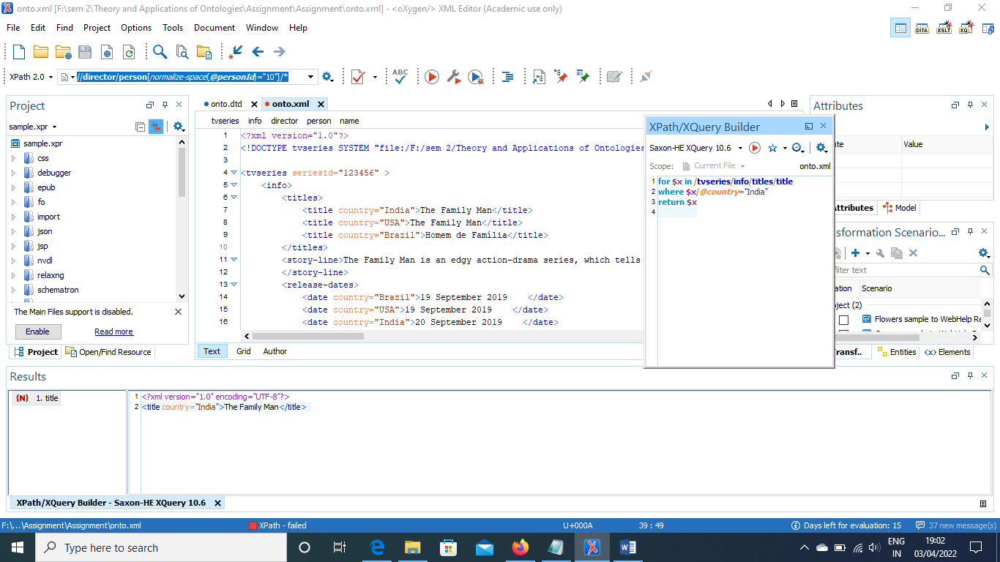 onto.xml [F:\sem 2\Theory and Applications of Ontologies\Assignment\Assignment\onto.xml] - <oXygen/> XML Editor (Academic use only)
File Edit Find Project Options Tools Document Window Help
DITA XSLT XQ
XPath 2.0 //director/person[normalize-space(@personId)="10"]/*
ABC
Project
sample.xpr
sample.xpr
css
debugger
epub
fo
import
json
jsp
nvdl
relaxng
schematron
The Main Files support is disabled.
Enable Read more
Project Open/Find Resource
onto.dtd onto.xml
tvseries info director person name
1 <?xml version="1.0"?>
2 <!DOCTYPE tvseries SYSTEM "file:/F:/sem 2/Theory and Applications of Ontologies
3
4 <tvseries seriesid="123456" >
5 <info>
6 <titles>
7 <title country="India">The Family Man</title>
8 <title country="USA">The Family Man</title>
9 <title country="Brazil">Homem de Família</title>
10 </titles>
11 <story-line>The Family Man is an edgy action-drama series, which tells
12 </story-line>
13 <release-dates>
14 <date country="Brazil">19 September 2019 </date>
15 <date country="USA">19 September 2019 </date>
16 <date country="India">20 September 2019 </date>
Text Grid Author
XPath/XQuery Builder
Saxon-HE XQuery 10.6
Scope: Current File onto.xml
1 for $x in /tvseries/info/titles/title
2 where $x/@country="India"
3 return $x
4
Attributes
te Value
ttributes Model
nsformation Scenario...
filter text
ation Scenario
ject (2)
Flowers sample to WebHelp Re
ransf.. Entities <x> Elements
Results
{N} 1. title
1 <?xml version="1.0" encoding="UTF-8"?>
2 <title country="India">The Family Man</title>
XPath/XQuery Builder - Saxon-HE XQuery 10.6
F:\...\Assignment\Assignment\onto.xml XPath - failed U+000A 39 : 49 Days left for evaluation: 15 37 new message(s)
Type here to search
ENG
IN
19:02
03/04/2022